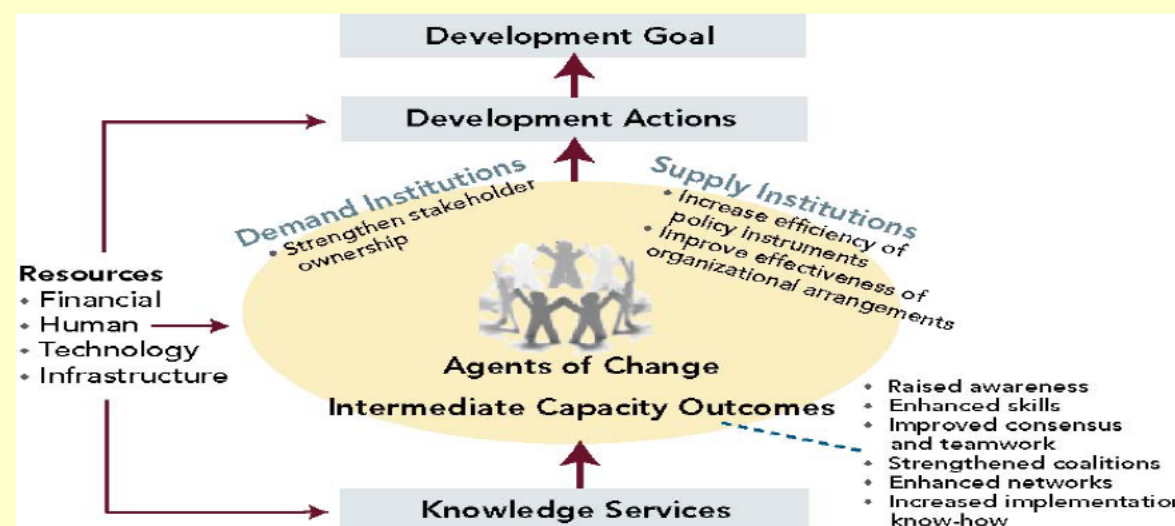 Development Goal
Development Actions
Demand Institutions
• Strengthen stakeholder
ownership
Supply Institutions
• Increase efficiency of
policy instruments
• Improve effectiveness of
organizational arrangements
Resources
• Financial
• Human
• Technology
• Infrastructure
Agents of Change
Intermediate Capacity Outcomes
• Raised awareness
• Enhanced skills
• Improved consensus
and teamwork
• Strengthened coalitions
• Enhanced networks
• Increased implementation
know-how
Knowledge Services